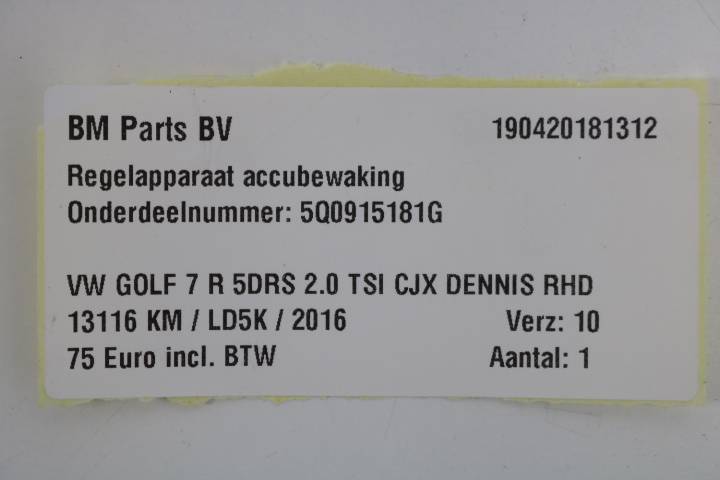 BM Parts BV 190420181312
Regelapparaat accubewaking
Onderdeelnummer: 5Q0915181G
VW GOLF 7 R 5DRS 2.0 TSI CJX DENNIS RHD
13116 KM / LD5K / 2016 Verz: 10
75 Euro incl. BTW Aantal: 1